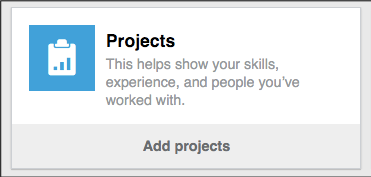 Projects
This helps show your skills,
experience, and people you've
worked with.
Add projects